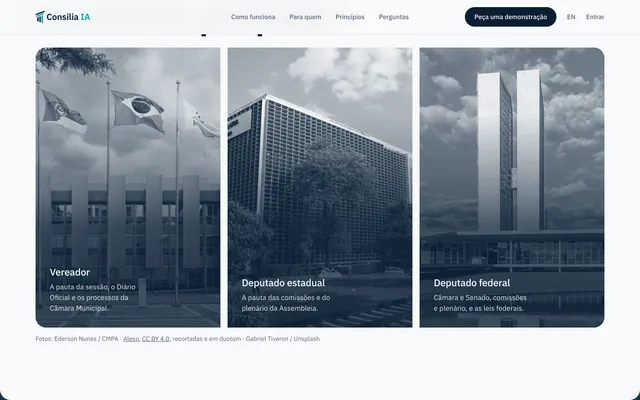 Consilia IA
Como funciona
Para quem
Princípios
Perguntas
Peça uma demonstração
EN
Entrar
Vereador
A pauta da sessão, o Diário
Oficial e os processos da
Câmara Municipal.
Deputado estadual
A pauta das comissões e do
plenário da Assembleia.
Deputado federal
Câmara e Senado, comissões
e plenário, e as leis federais.
Fotos: Ederson Nunes / CMPA · Alesp, CC BY 4.0, recortadas e em duotom · Gabriel Tiveron / Unsplash